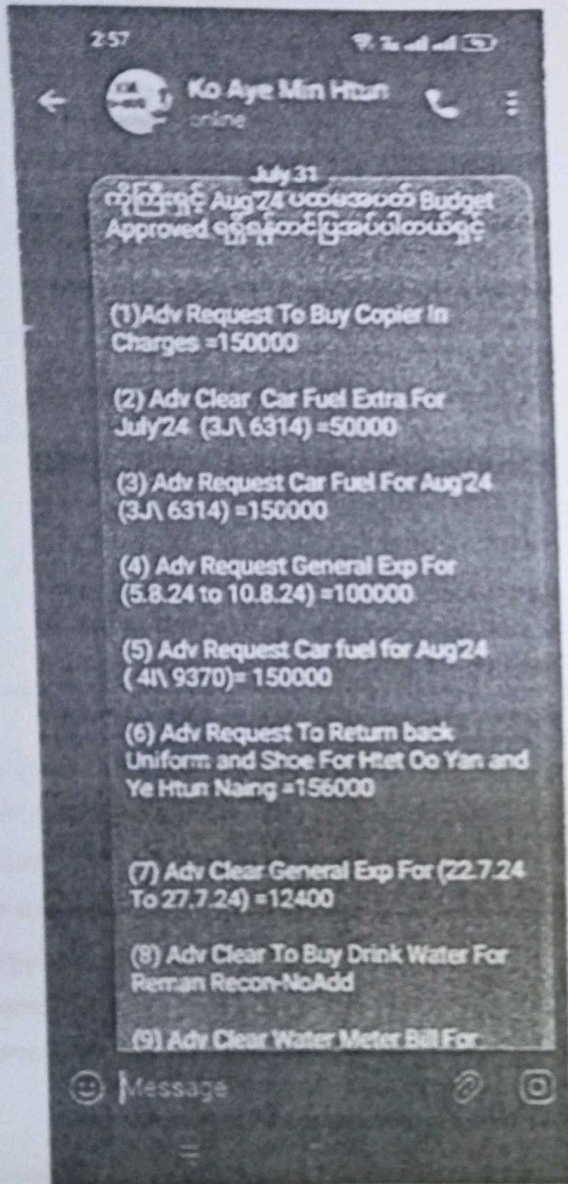 2:57
Ko Aye Min Htun
online
July 31
ကိုကြီးရှင့် Aug'24 ပထမအပတ် Budget
Approved ရရှိရန်တင်ပြအပ်ပါတယ်ရှင့်
(1)Adv Request To Buy Copier In
Charges =150000
(2) Adv Clear Car Fuel Extra For
July'24 (3J\ 6314) =50000
(3) Adv Request Car Fuel For Aug'24
(3J\ 6314) =150000
(4) Adv Request General Exp For
(5.8.24 to 10.8.24) =100000
(5) Adv Request Car fuel for Aug'24
( 4I\ 9370)= 150000
(6) Adv Request To Return back
Uniform and Shoe For Htet Oo Yan and
Ye Htun Naing =156000
(7) Adv Clear General Exp For (22.7.24
To 27.7.24) =12400
(8) Adv Clear To Buy Drink Water For
Reman Recon-NoAdd
(9) Adv Clear Water Meter Bill For
Message